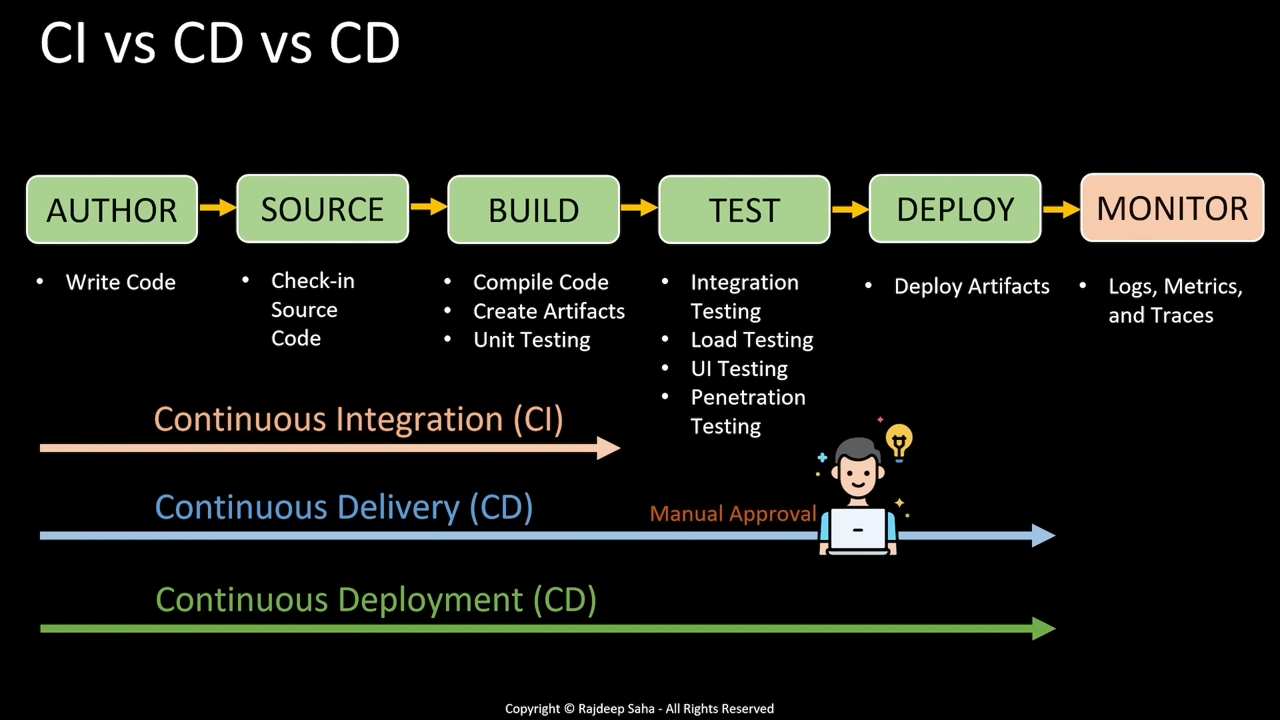 CI vs CD vs CD
AUTHOR
SOURCE
BUILD
TEST
DEPLOY
MONITOR
• Write Code
• Check-in
Source
Code
• Compile Code
• Create Artifacts
• Unit Testing
• Integration
Testing
• Load Testing
• UI Testing
• Penetration
Testing
• Deploy Artifacts
• Logs, Metrics,
and Traces
Continuous Integration (CI)
Continuous Delivery (CD)
Manual Approval
Continuous Deployment (CD)
Copyright © Rajdeep Saha - All Rights Reserved